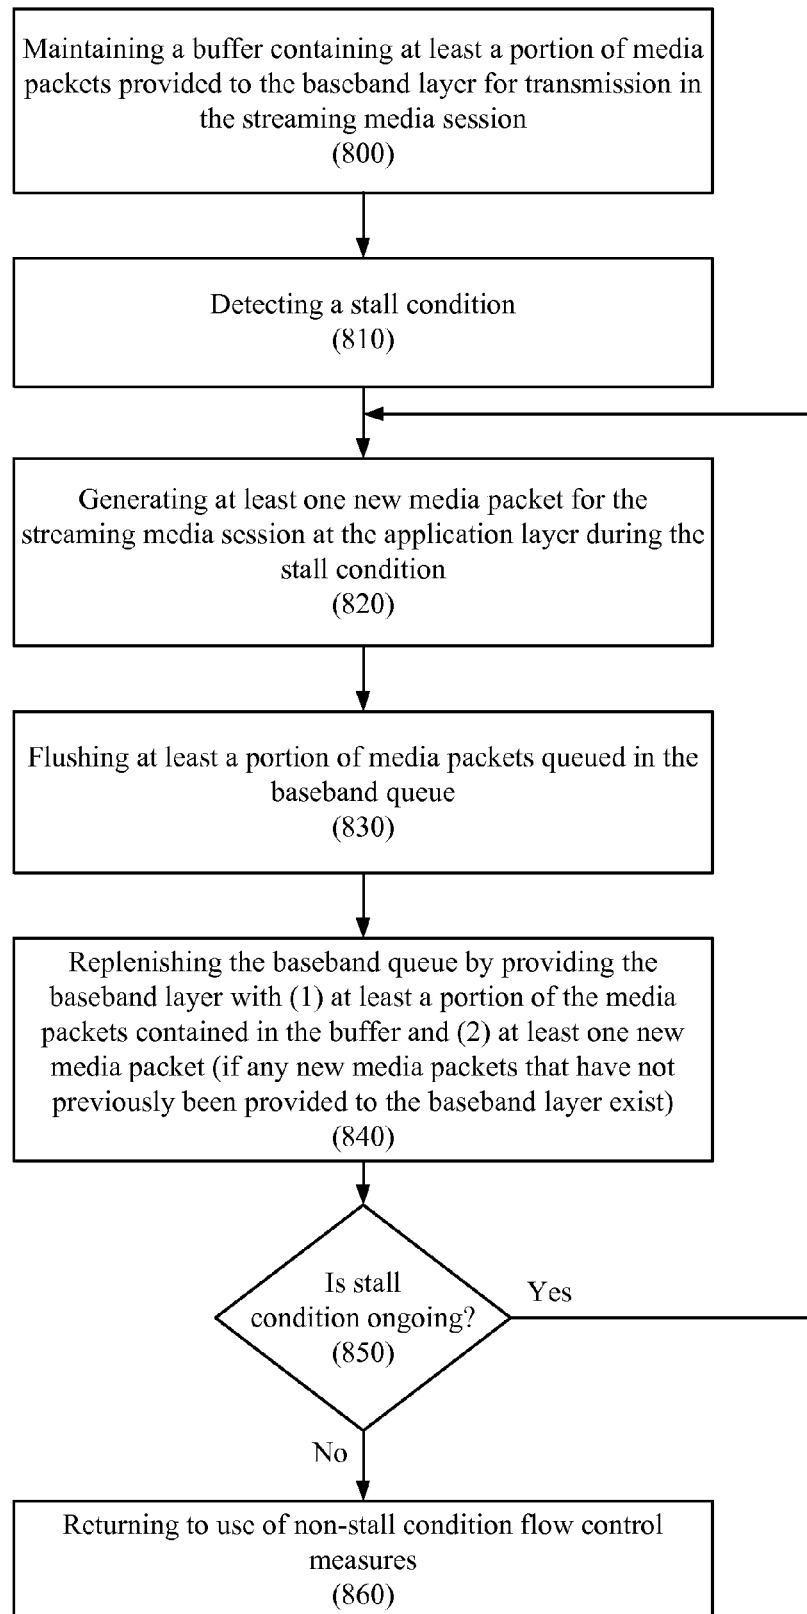 Maintaining a buffer containing at least a portion of media
packets provided to the baseband layer for transmission in
the streaming media session
(800)
Detecting a stall condition
(810)
Generating at least one new media packet for the
streaming media session at the application layer during the
stall condition
(820)
Flushing at least a portion of media packets queued in the
baseband queue
(830)
Replenishing the baseband queue by providing the
baseband layer with (1) at least a portion of the media
packets contained in the buffer and (2) at least one new
media packet (if any new media packets that have not
previously been provided to the baseband layer exist)
(840)
Is stall
condition ongoing?
(850)
Yes
No
Returning to use of non-stall condition flow control
measures
(860)